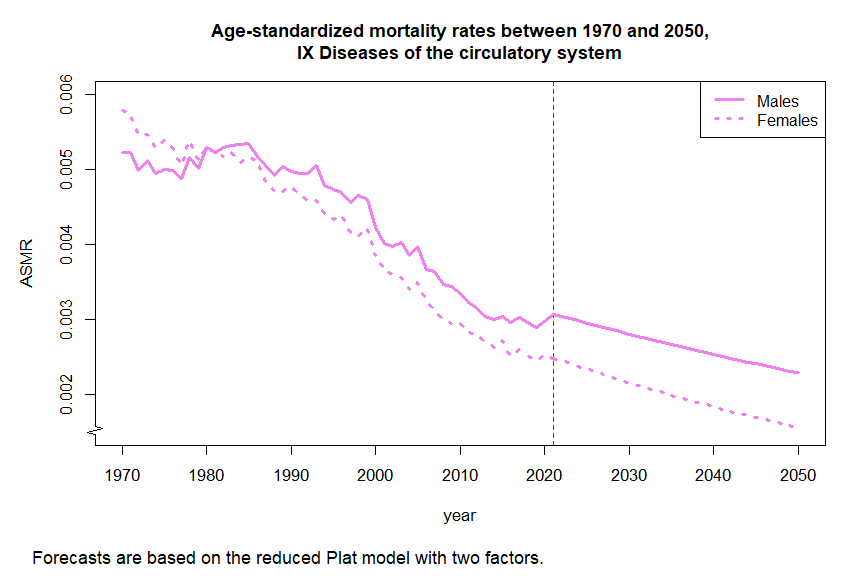 Age-standardized mortality rates between 1970 and 2050,
IX Diseases of the circulatory system
Males
Females
0.006
0.005
0.004
0.003
0.002
ASMR
1970 1980 1990 2000 2010 2020 2030 2040 2050
year
Forecasts are based on the reduced Plat model with two factors.